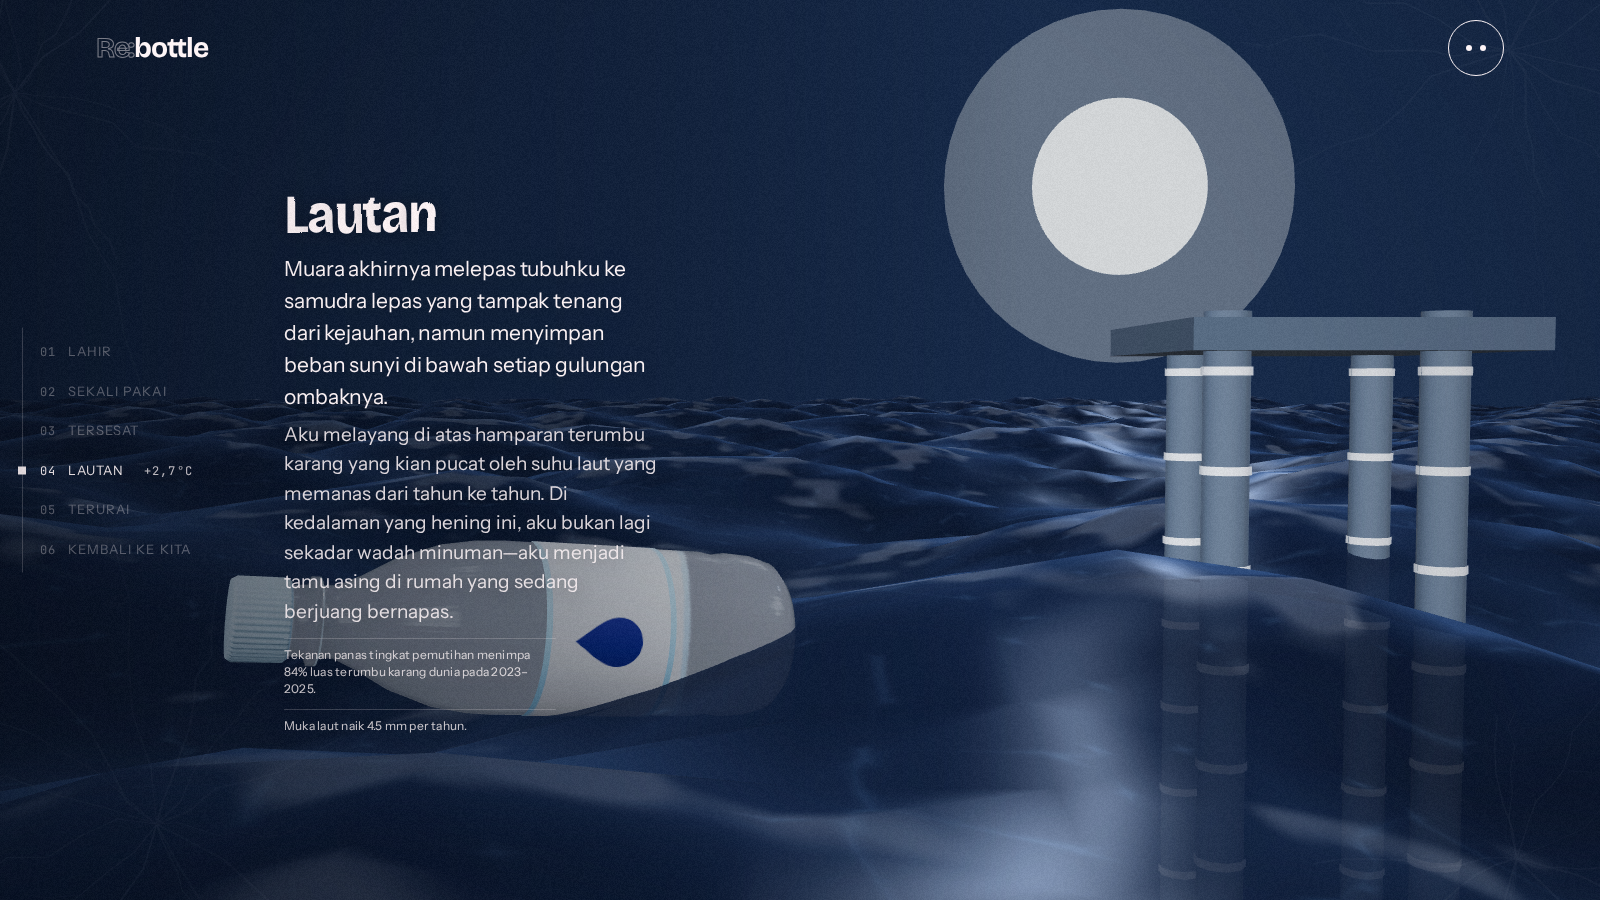 Re:bottle
Lautan
Muara akhirnya melepas tubuhku ke
samudra lepas yang tampak tenang
dari kejauhan, namun menyimpan
beban sunyi di bawah setiap gulungan
ombaknya.
Aku melayang di atas hamparan terumbu
karang yang kian pucat oleh suhu laut yang
memanas dari tahun ke tahun. Di
kedalaman yang hening ini, aku bukan lagi
sekadar wadah minuman—aku menjadi
tamu asing di rumah yang sedang
berjuang bernapas.
Tekanan panas tingkat pemutihan menimpa
84% luas terumbu karang dunia pada 2023–
2025.
Muka laut naik 4.5 mm per tahun.
01 LAHIR
02 SEKALI PAKAI
03 TERSESAT
04 LAUTAN +2,7°C
05 TERURAI
06 KEMBALI KE KITA